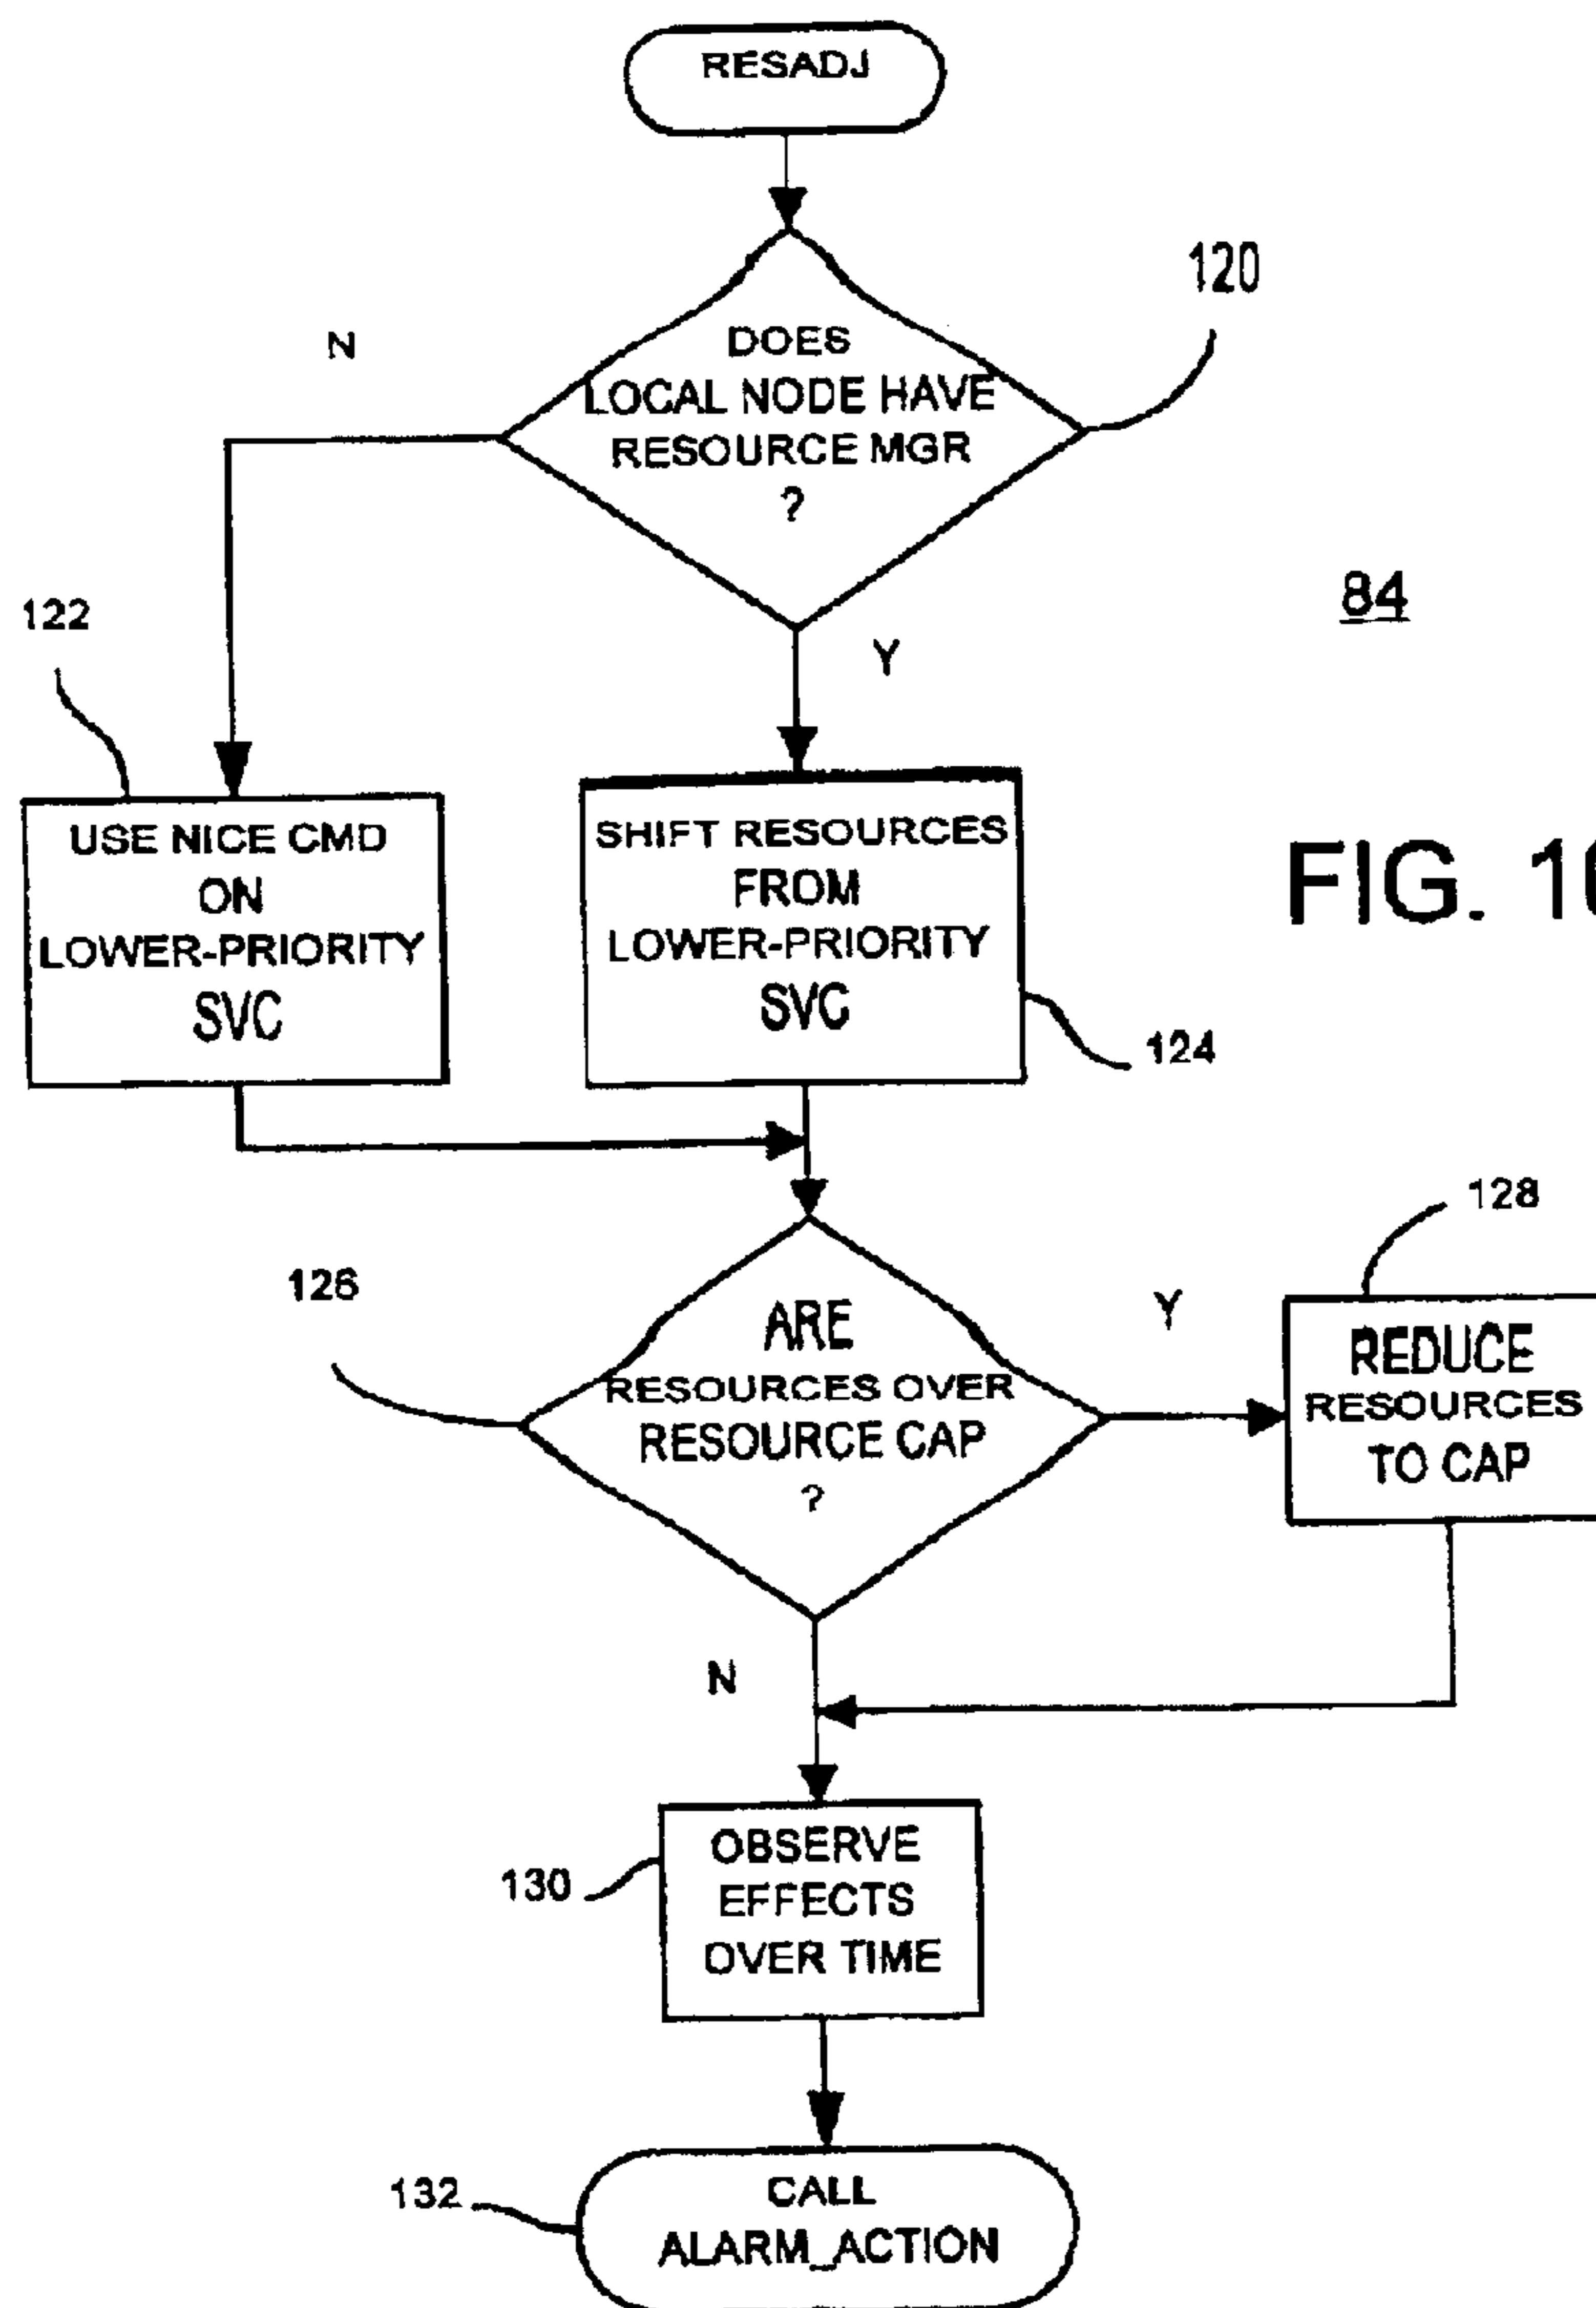 RESADJ
120
DOES
LOCAL NODE HAVE
RESOURCE MGR
?
N
Y
84
122
USE NICE CMD
ON
LOWER-PRIORITY
SVC
SHIFT RESOURCES
FROM
LOWER-PRIORITY
SVC
124
FIG. 10
126
ARE
RESOURCES OVER
RESOURCE CAP
?
Y
128
REDUCE
RESOURCES
TO CAP
N
130
OBSERVE
EFFECTS
OVER TIME
132
CALL
ALARM_ACTION